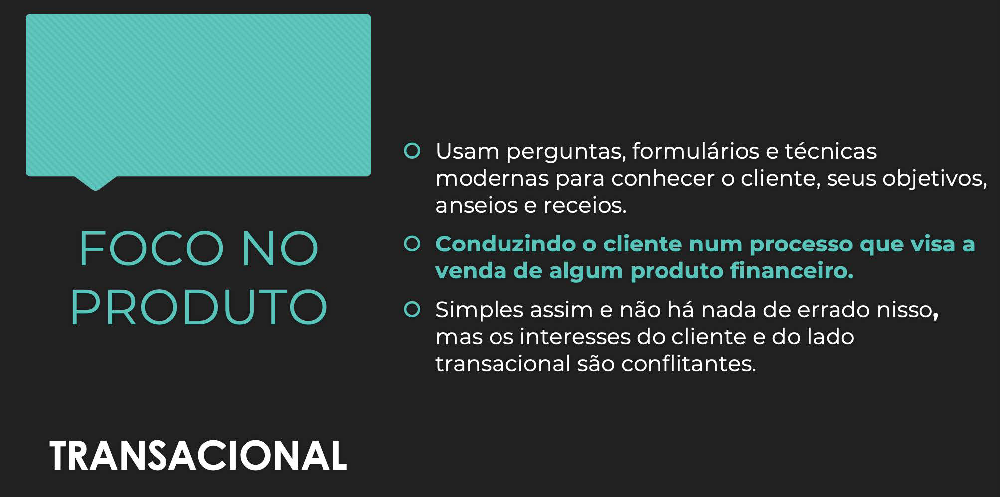 FOCO NO
PRODUTO
TRANSACIONAL
Usam perguntas, formulários e técnicas
modernas para conhecer o cliente, seus objetivos,
anseios e receios.
Conduzindo o cliente num processo que visa a
venda de algum produto financeiro.
Simples assim e não há nada de errado nisso,
mas os interesses do cliente e do lado
transacional são conflitantes.